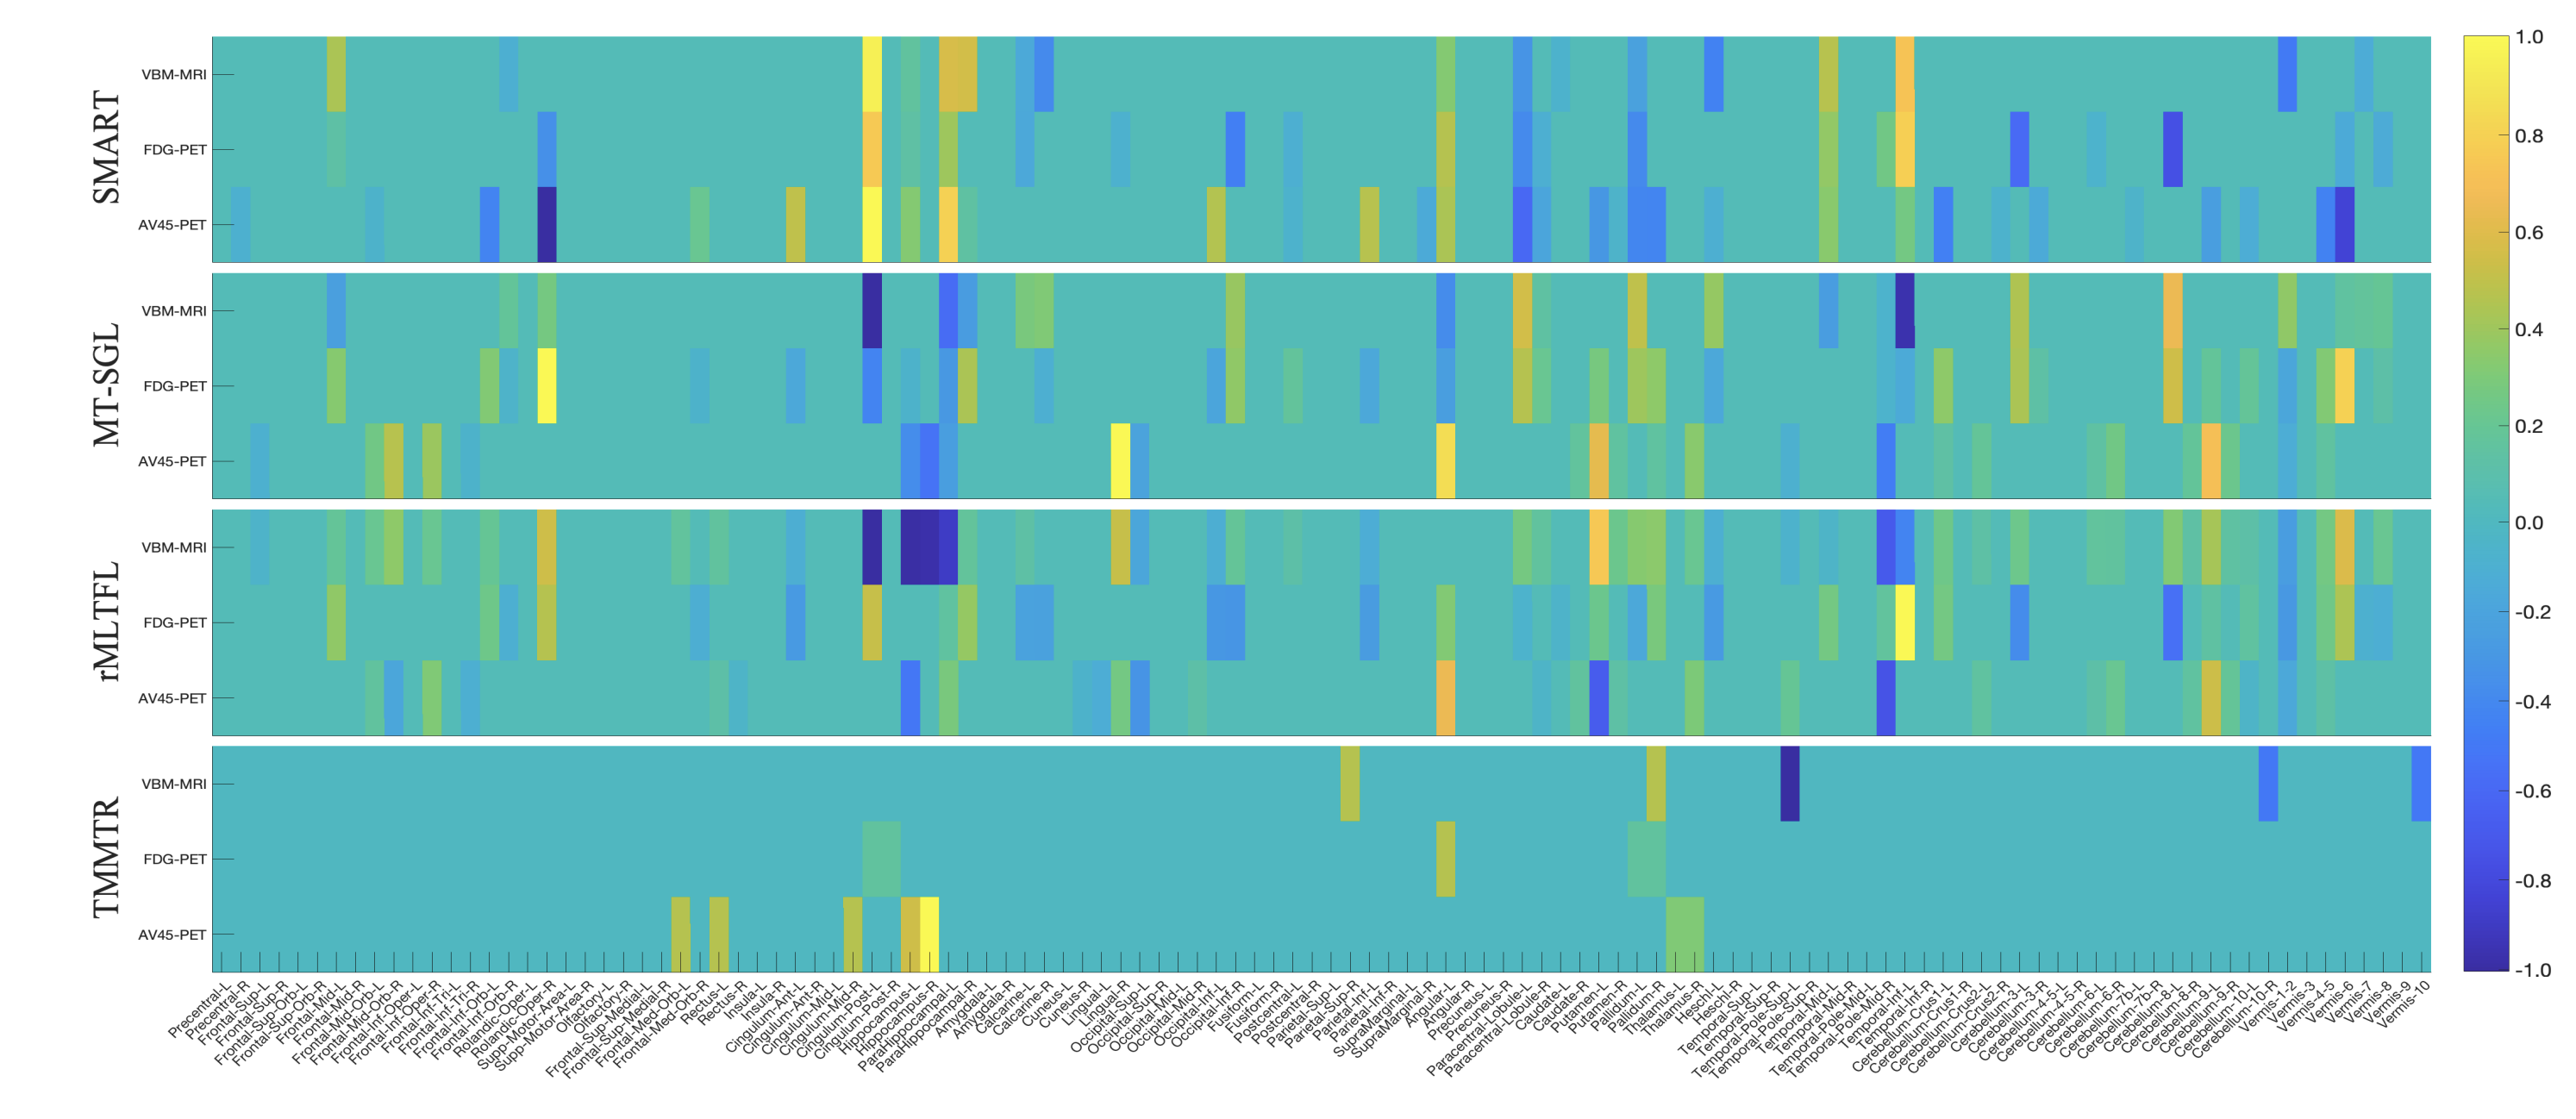 SMART
VBM-MRI
FDG-PET
AV45-PET
MT-SGL
VBM-MRI
FDG-PET
AV45-PET
rMLTFL
VBM-MRI
FDG-PET
AV45-PET
TMMTR
VBM-MRI
FDG-PET
AV45-PET
Precentral-L
Precentral-R
Frontal-Sup-L
Frontal-Sup-R
Frontal-Sup-Orb-L
Frontal-Sup-Orb-R
Frontal-Mid-L
Frontal-Mid-R
Frontal-Mid-Orb-L
Frontal-Mid-Orb-R
Frontal-Inf-Oper-L
Frontal-Inf-Oper-R
Frontal-Inf-Tri-L
Frontal-Inf-Tri-R
Frontal-Inf-Orb-L
Frontal-Inf-Orb-R
Rolandic-Oper-L
Rolandic-Oper-R
Supp-Motor-Area-L
Supp-Motor-Area-R
Olfactory-L
Olfactory-R
Frontal-Sup-Medial-L
Frontal-Sup-Medial-R
Frontal-Med-Orb-L
Frontal-Med-Orb-R
Rectus-L
Rectus-R
Insula-L
Insula-R
Cingulum-Ant-L
Cingulum-Ant-R
Cingulum-Mid-L
Cingulum-Mid-R
Cingulum-Post-L
Cingulum-Post-R
Hippocampus-L
Hippocampus-R
ParaHippocampal-L
ParaHippocampal-R
Amygdala-L
Amygdala-R
Calcarine-L
Calcarine-R
Cuneus-L
Cuneus-R
Lingual-L
Lingual-R
Occipital-Sup-L
Occipital-Sup-R
Occipital-Mid-L
Occipital-Mid-R
Occipital-Inf-L
Occipital-Inf-R
Fusiform-L
Fusiform-R
Postcentral-L
Postcentral-R
Parietal-Sup-L
Parietal-Sup-R
Parietal-Inf-L
Parietal-Inf-R
SupraMarginal-L
SupraMarginal-R
Angular-L
Angular-R
Precuneus-L
Precuneus-R
Paracentral-Lobule-L
Paracentral-Lobule-R
Caudate-L
Caudate-R
Putamen-L
Putamen-R
Pallidum-L
Pallidum-R
Thalamus-L
Thalamus-R
Heschl-L
Heschl-R
Temporal-Sup-L
Temporal-Sup-R
Temporal-Pole-Sup-L
Temporal-Pole-Sup-R
Temporal-Mid-L
Temporal-Mid-R
Temporal-Pole-Mid-L
Temporal-Pole-Mid-R
Temporal-Inf-L
Temporal-Inf-R
Cerebellum-Crus1-L
Cerebellum-Crus1-R
Cerebellum-Crus2-L
Cerebellum-Crus2-R
Cerebellum-3-L
Cerebellum-3-R
Cerebellum-4-5-L
Cerebellum-4-5-R
Cerebellum-6-L
Cerebellum-6-R
Cerebellum-7b-L
Cerebellum-7b-R
Cerebellum-8-L
Cerebellum-8-R
Cerebellum-9-L
Cerebellum-9-R
Cerebellum-10-L
Cerebellum-10-R
Vermis-1-2
Vermis-3
Vermis-4-5
Vermis-6
Vermis-7
Vermis-8
Vermis-9
Vermis-10
1.0
0.8
0.6
0.4
0.2
0.0
-0.2
-0.4
-0.6
-0.8
-1.0